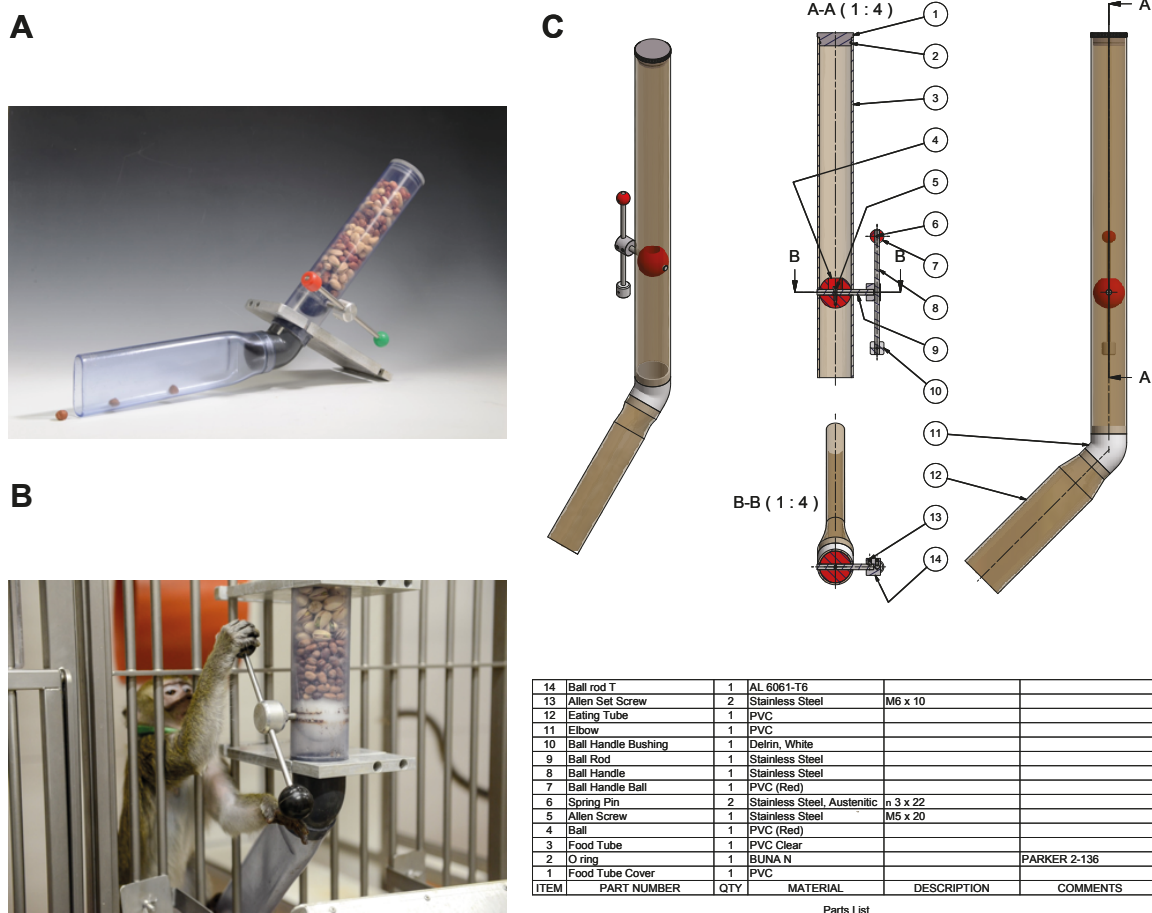 A
B
C
A-A ( 1 : 4 )
1
2
3
4
5
6
7
8
9
10
11
12
13
14
B
B
A
A
B-B ( 1 : 4 )
14 Ball rod T 1 AL 6061-T6
13 Allen Set Screw 2 Stainless Steel M6 x 10
12 Eating Tube 1 PVC
11 Elbow 1 PVC
10 Ball Handle Bushing 1 Delrin, White
9 Ball Rod 1 Stainless Steel
8 Ball Handle 1 Stainless Steel
7 Ball Handle Ball 1 PVC (Red)
6 Spring Pin 2 Stainless Steel, Austenitic n 3 x 22
5 Allen Screw 1 Stainless Steel M5 x 20
4 Ball 1 PVC (Red)
3 Food Tube 1 PVC Clear
2 O ring 1 BUNA N PARKER 2-136
1 Food Tube Cover 1 PVC
ITEM PART NUMBER QTY MATERIAL DESCRIPTION COMMENTS
Parts List